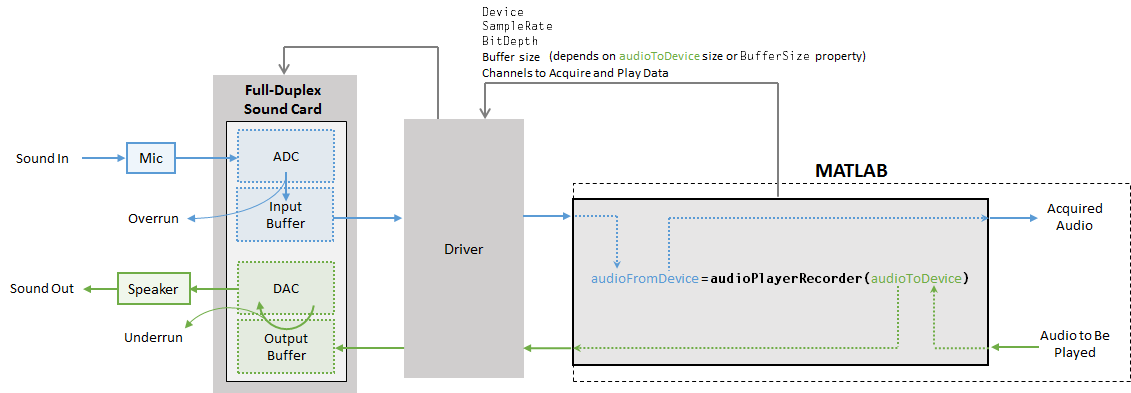 Device
SampleRate
BitDepth
Buffer size (depends on audioToDevice size or BufferSize property)
Channels to Acquire and Play Data
Full-Duplex
Sound Card
MATLAB
Sound In
Mic
ADC
Overrun
Input
Buffer
Driver
Acquired
Audio
audioFromDevice=audioPlayerRecorder(audioToDevice)
Sound Out
Speaker
DAC
Underrun
Output
Buffer
Audio to Be
Played